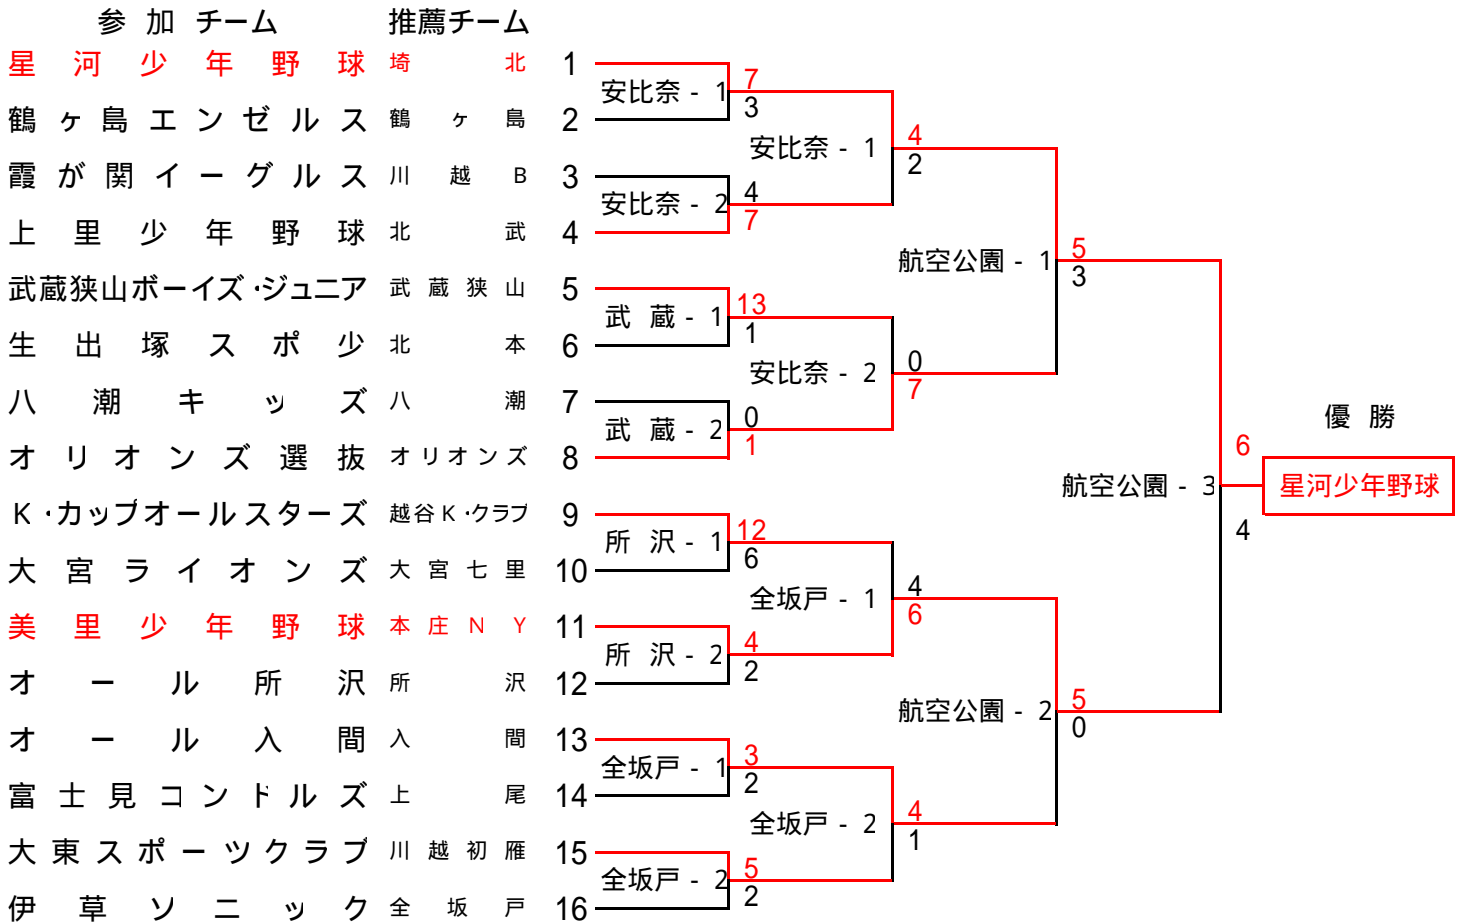 参加チーム 推薦チーム
星河少年野球 埼北 1
安比奈 - 1 7
3
鶴ヶ島エンゼルス 鶴ヶ島 2
安比奈 - 1 4
2
霞が関イーグルス 川越B 3
安比奈 - 2 4
7
上里少年野球 北武 4
航空公園 - 1 5
3
武蔵狭山ボーイズ・ジュニア 武蔵狭山 5
武蔵 - 1 13
1
生出塚スポ少 北本 6
安比奈 - 2 0
7
八潮キッズ 八潮 7
武蔵 - 2 0
1
優勝
オリオンズ選抜 オリオンズ 8
航空公園 - 3 6
4
星河少年野球
K・カップオールスターズ 越谷K・クラブ 9
所沢 - 1 12
6
大宮ライオンズ 大宮七里 10
全坂戸 - 1 4
6
美里少年野球 本庄NY 11
所沢 - 2 4
2
オール所沢 所沢 12
航空公園 - 2 5
0
オール入間 入間 13
全坂戸 - 1 3
2
富士見コンドルズ 上尾 14
全坂戸 - 2 4
1
大東スポーツクラブ 川越初雁 15
全坂戸 - 2 5
2
伊草ソニック 全坂戸 16